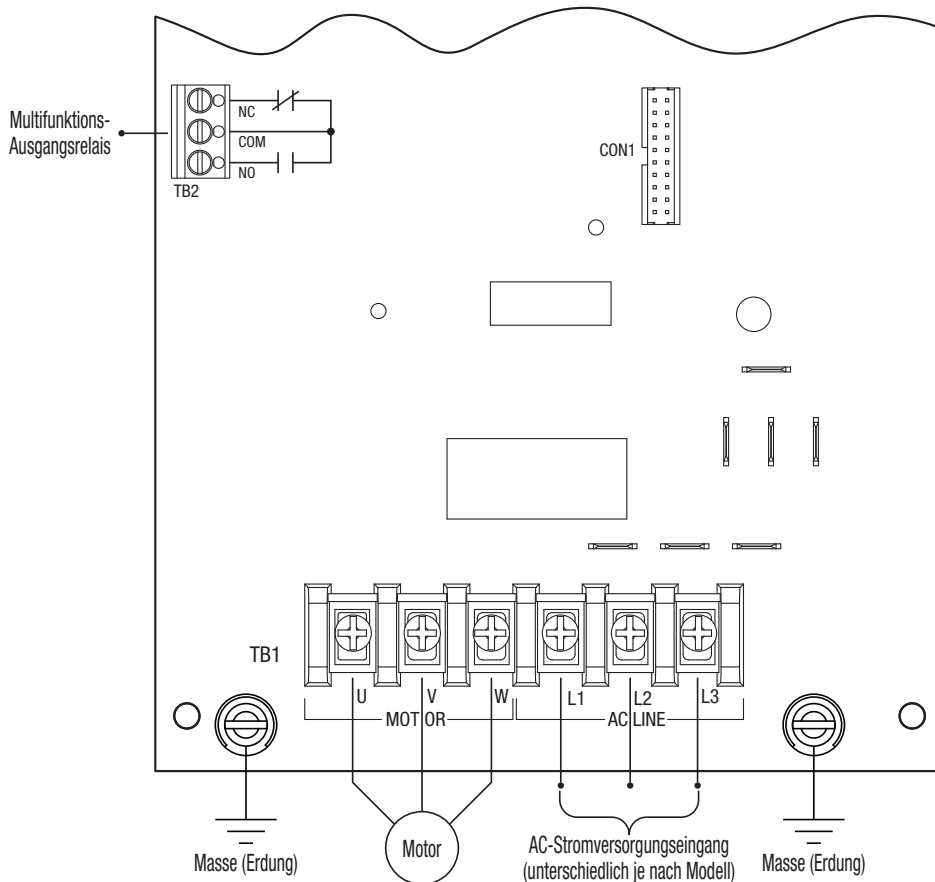 Multifunktions-
Ausgangsrelais
NC
COM
NO
TB2
CON1
TB1
U
V
W
L1
L2
L3
MOTOR
AC LINE
Motor
AC-Stromversorgungseingang
(unterschiedlich je nach Modell)
Masse (Erdung)
Masse (Erdung)